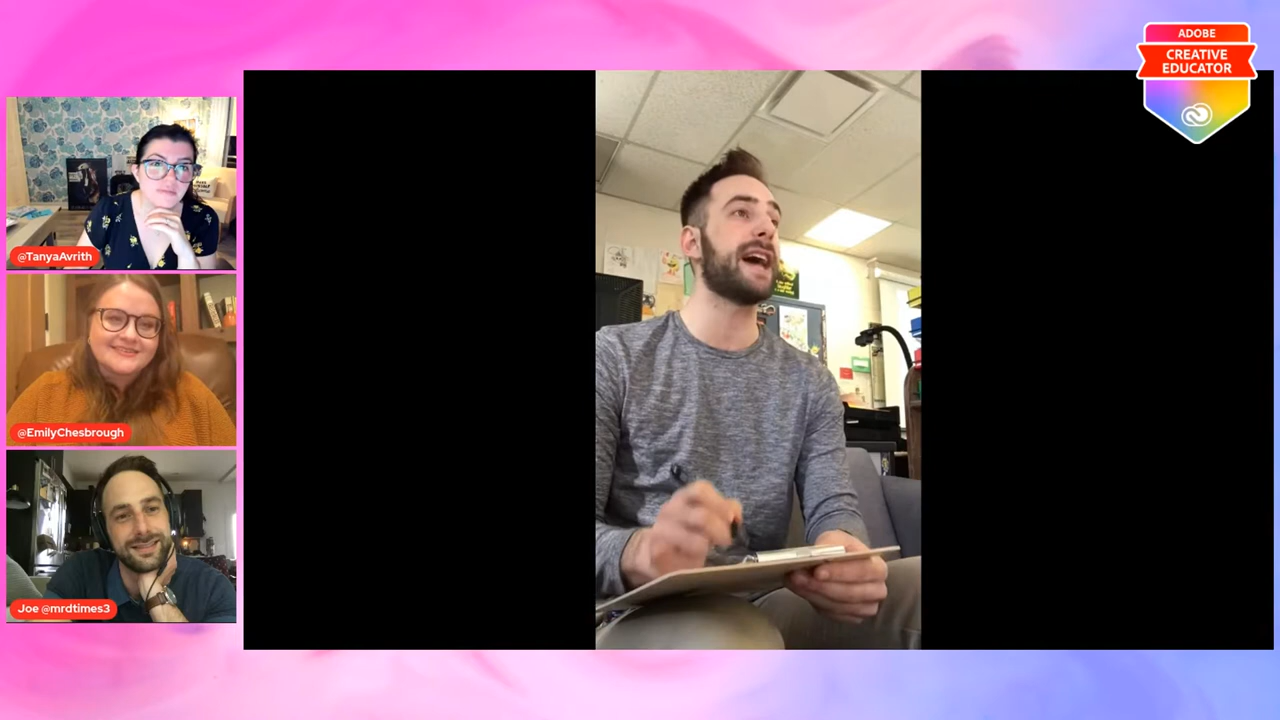 ADOBE
CREATIVE
EDUCATOR
@TanyaAvrith
@EmilyChesbrough
Joe @mrdtimes3